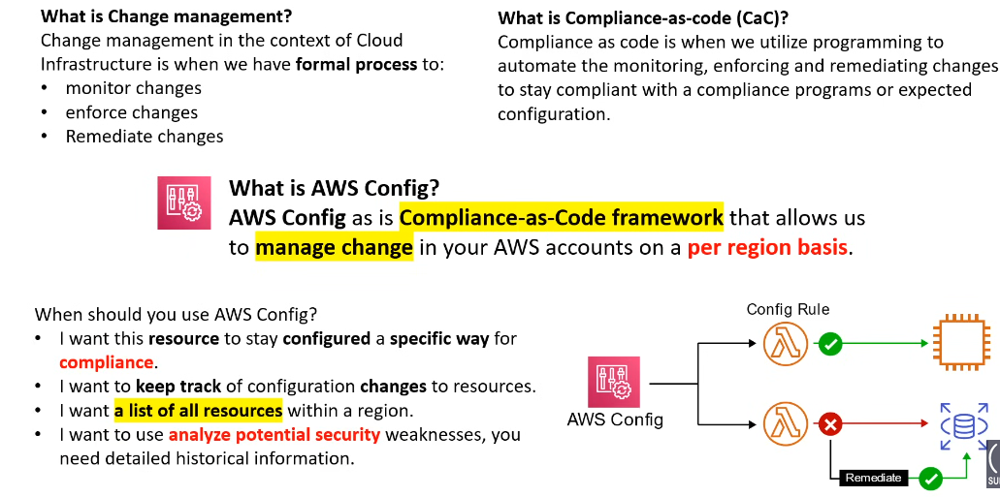 What is Change management?
Change management in the context of Cloud
Infrastructure is when we have formal process to:
• monitor changes
• enforce changes
• Remediate changes
What is Compliance-as-code (CaC)?
Compliance as code is when we utilize programming to
automate the monitoring, enforcing and remediating changes
to stay compliant with a compliance programs or expected
configuration.
What is AWS Config?
AWS Config as is Compliance-as-Code framework that allows us
to manage change in your AWS accounts on a per region basis.
When should you use AWS Config?
• I want this resource to stay configured a specific way for
compliance.
• I want to keep track of configuration changes to resources.
• I want a list of all resources within a region.
• I want to use analyze potential security weaknesses, you
need detailed historical information.
Config Rule
AWS Config
Remediate